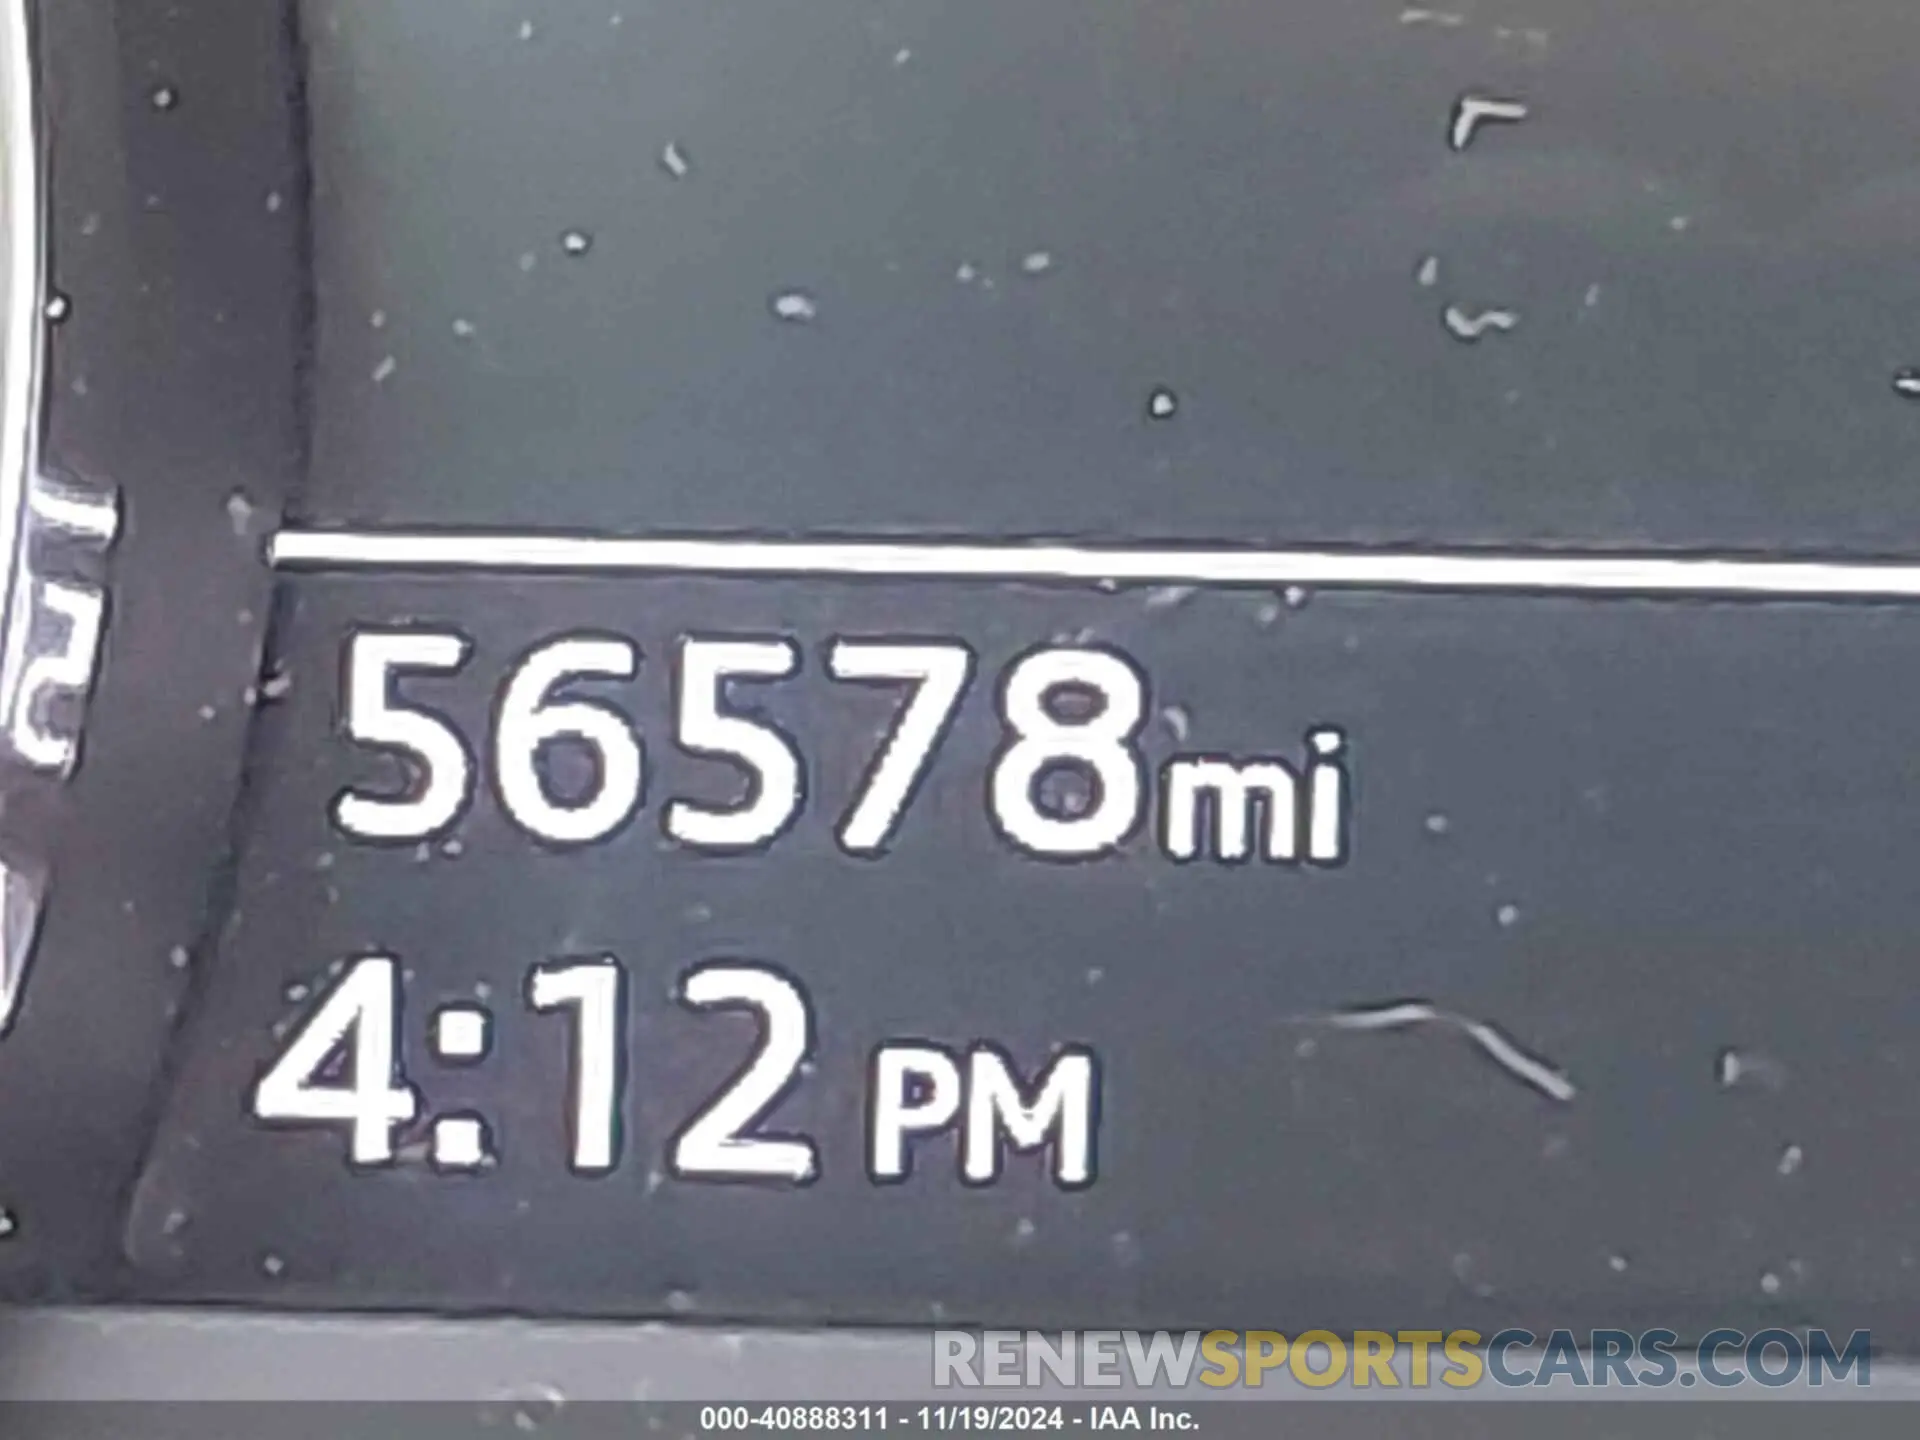 56578mi
4:12 PM
RENEWSPORTSCARS.COM
000-40888311 - 11/19/2024 - IAA Inc.